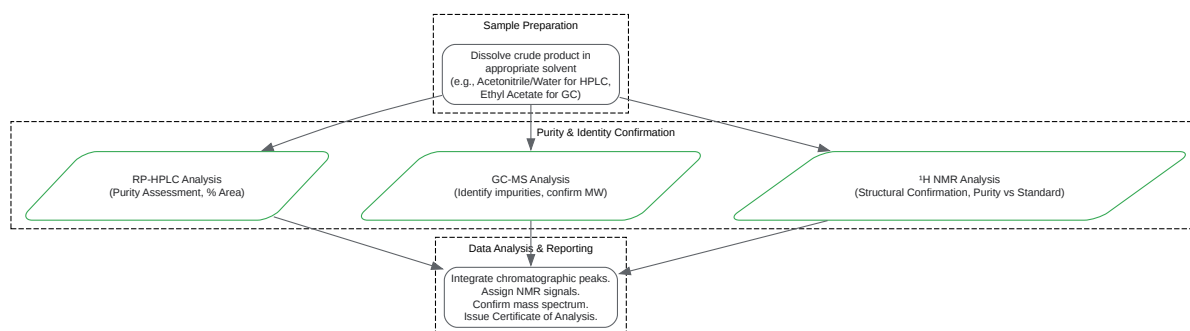 Sample Preparation
Dissolve crude product in
appropriate solvent
(e.g., Acetonitrile/Water for HPLC,
Ethyl Acetate for GC)
Purity & Identity Confirmation
RP-HPLC Analysis
(Purity Assessment, % Area)
GC-MS Analysis
(Identify impurities, confirm MW)
¹H NMR Analysis
(Structural Confirmation, Purity vs Standard)
Data Analysis & Reporting
Integrate chromatographic peaks.
Assign NMR signals.
Confirm mass spectrum.
Issue Certificate of Analysis.